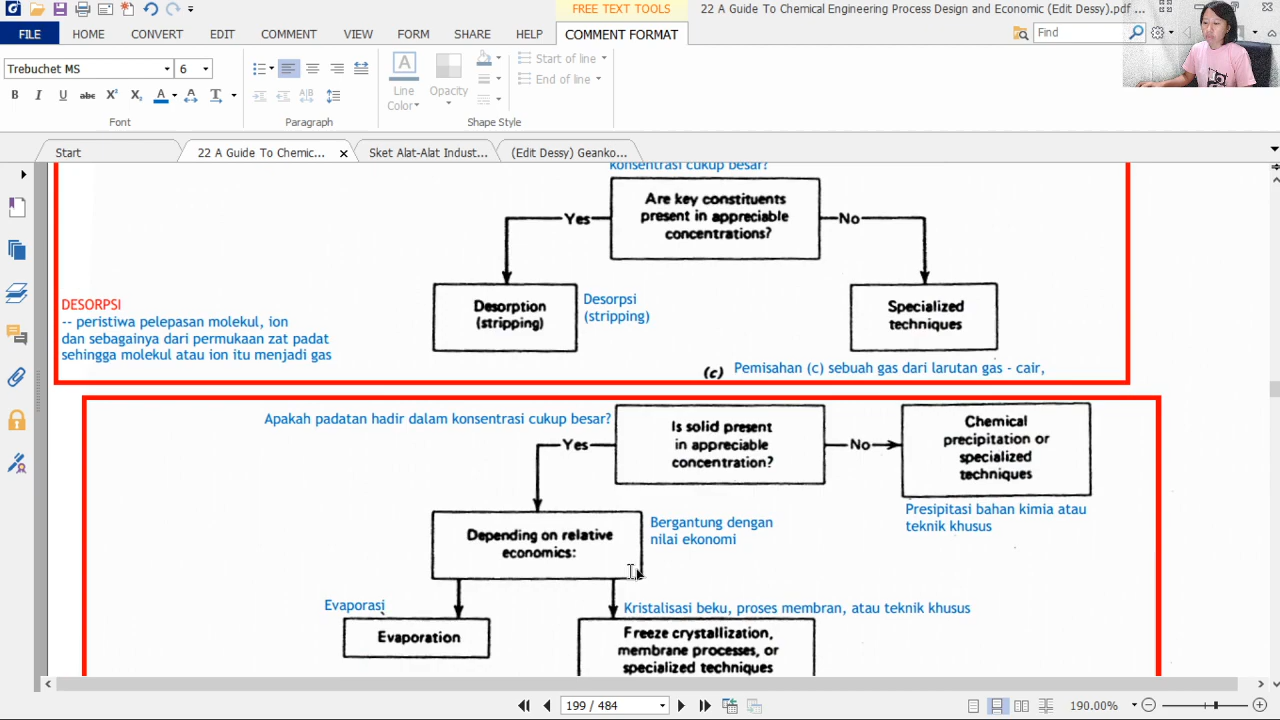 FREE TEXT TOOLS
22 A Guide To Chemical Engineering Process Design and Economic (Edit Dessy).pdf ...
FILE
HOME
CONVERT
EDIT
COMMENT
VIEW
FORM
SHARE
HELP
COMMENT FORMAT
Find
Trebuchet MS
6
Line
Color
Opacity
Start of line
End of line
Font
Paragraph
Shape Style
Start
22 A Guide To Chemic...
Sket Alat-Alat Indust...
(Edit Dessy) Geanko...
konsentrasi cukup besar?
Are key constituents
present in appreciable
concentrations?
Yes
No
Desorption
(stripping)
Desorpsi
(stripping)
Specialized
techniques
DESORPSI
-- peristiwa pelepasan molekul, ion
dan sebagainya dari permukaan zat padat
sehingga molekul atau ion itu menjadi gas
(c)
Pemisahan (c) sebuah gas dari larutan gas - cair,
Apakah padatan hadir dalam konsentrasi cukup besar?
Is solid present
in appreciable
concentration?
Yes
No
Chemical
precipitation or
specialized
techniques
Presipitasi bahan kimia atau
teknik khusus
Depending on relative
economics:
Bergantung dengan
nilai ekonomi
Evaporasi
Evaporation
Kristalisasi beku, proses membran, atau teknik khusus
Freeze crystallization,
membrane processes, or
specialized techniques
199 / 484
190.00%